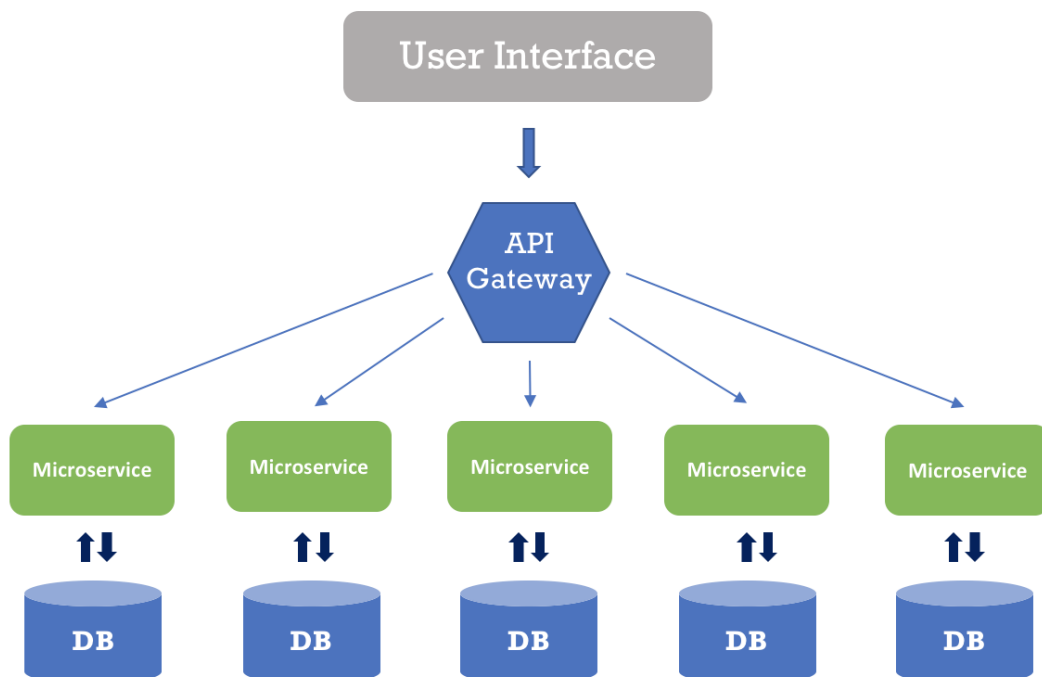 User Interface
API
Gateway
Microservice
Microservice
Microservice
Microservice
Microservice
DB
DB
DB
DB
DB